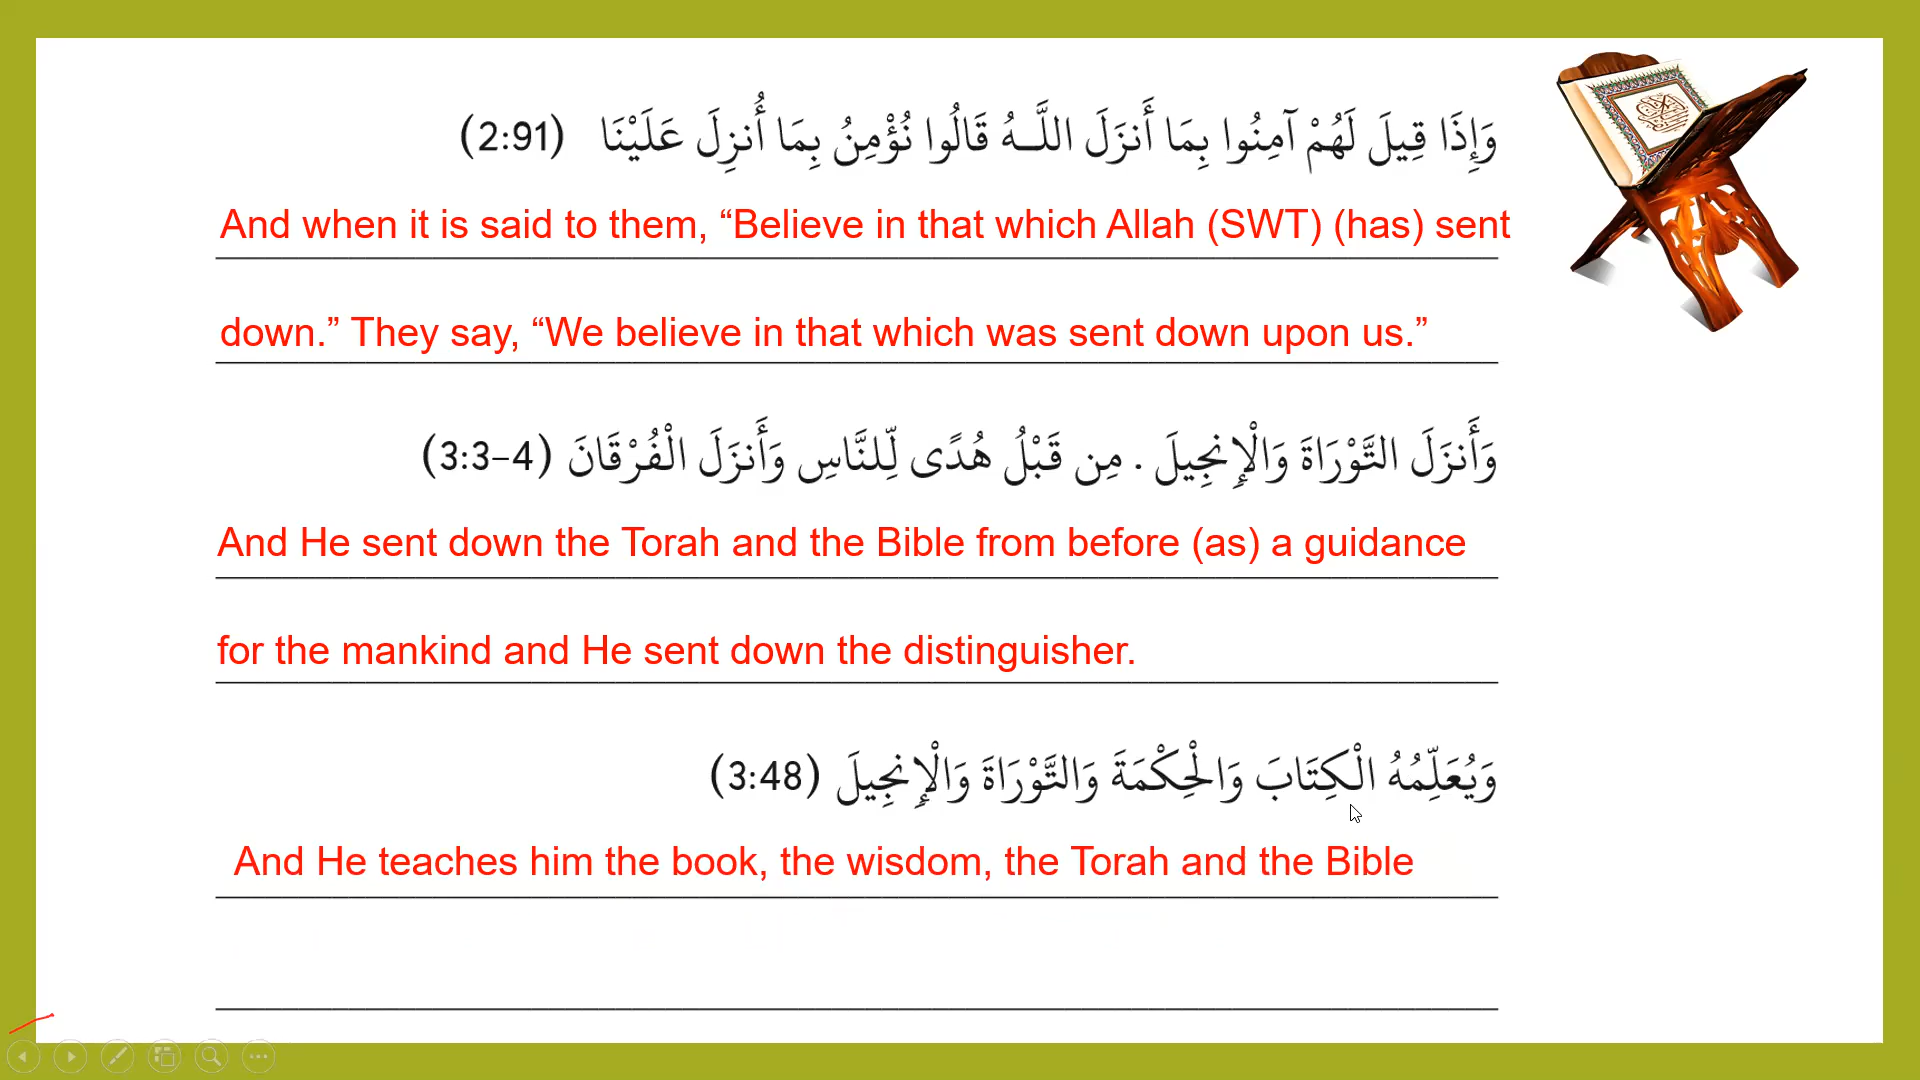 وَإِذَا قِيلَ لَهُمْ آمِنُوا بِمَا أَنزَلَ اللَّـهُ قَالُوا نُؤْمِنُ بِمَا أُنزِلَ عَلَيْنَا (2:91)
And when it is said to them, “Believe in that which Allah (SWT) (has) sent
down.” They say, “We believe in that which was sent down upon us.”
وَأَنزَلَ التَّوْرَاةَ وَالْإِنجِيلَ . مِن قَبْلُ هُدًى لِّلنَّاسِ وَأَنزَلَ الْفُرْقَانَ (3:3-4)
And He sent down the Torah and the Bible from before (as) a guidance
for the mankind and He sent down the distinguisher.
وَيُعَلِّمُهُ الْكِتَابَ وَالْحِكْمَةَ وَالتَّوْرَاةَ وَالْإِنجِيلَ (3:48)
And He teaches him the book, the wisdom, the Torah and the Bible